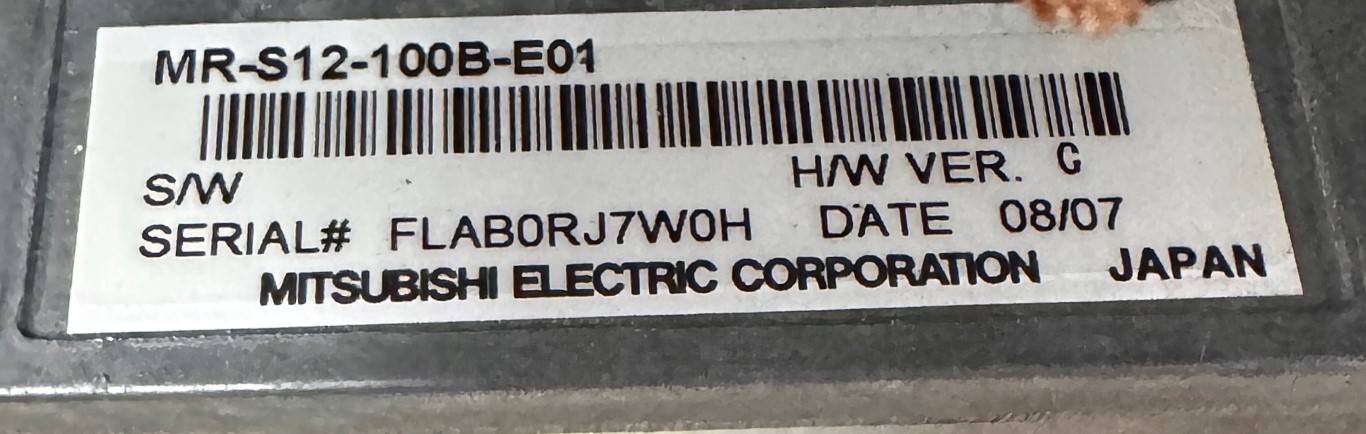 MR-S12-100B-E01
S/W H/W VER. C
SERIAL# FLAB0RJ7W0H DATE 08/07
MITSUBISHI ELECTRIC CORPORATION JAPAN